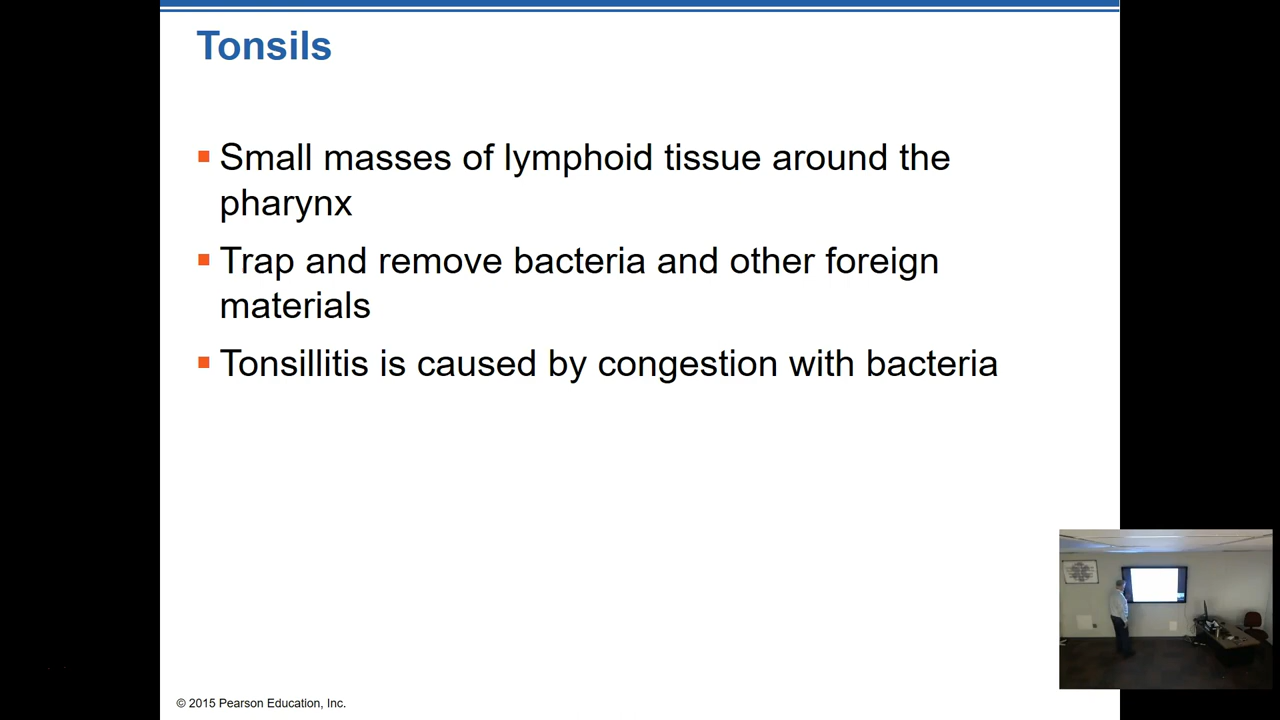 Tonsils
Small masses of lymphoid tissue around the
pharynx
Trap and remove bacteria and other foreign
materials
Tonsillitis is caused by congestion with bacteria
© 2015 Pearson Education, Inc.